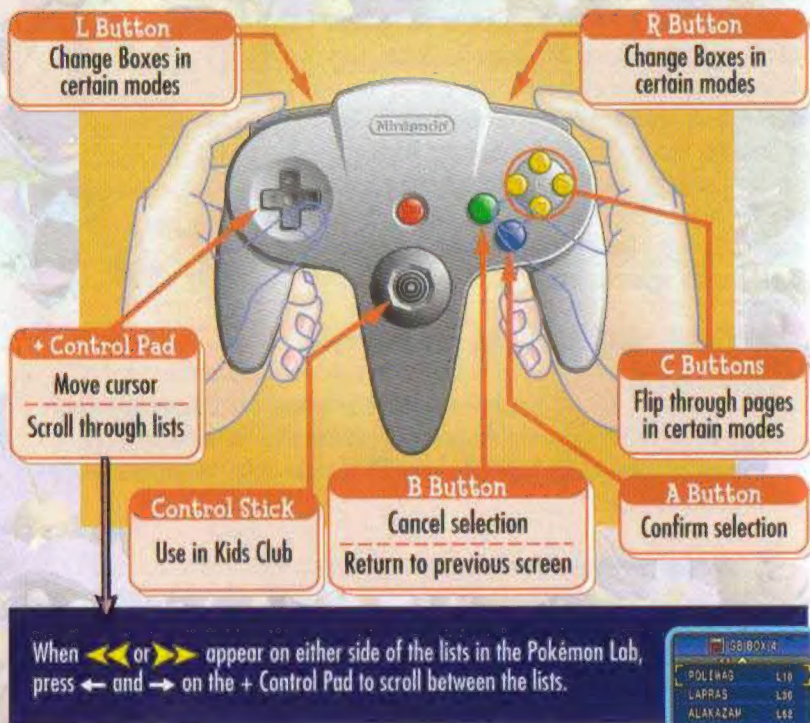 L Button
Change Boxes in
certain modes
R Button
Change Boxes in
certain modes
Nintendo
+ Control Pad
Move cursor
Scroll through lists
C Buttons
Flip through pages
in certain modes
Control Stick
Use in Kids Club
B Button
Cancel selection
Return to previous screen
A Button
Confirm selection
When ◀◀ or ▶▶ appear on either side of the lists in the Pokémon Lab,
press ← and → on the + Control Pad to scroll between the lists.
POLIWAG L10
LAPRAS
ALAKAZAM